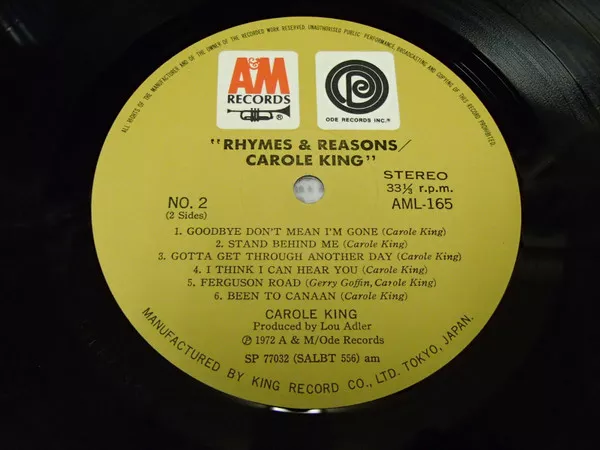 ALL RIGHTS OF THE MANUFACTURER AND OF THE OWNER OF THE RECORDED WORK RESERVED. UNAUTHORISED PUBLIC PERFORMANCE, BROADCASTING AND COPYING OF THIS RECORD PROHIBITED.
A&M
RECORDS
®
ODE RECORDS INC.®
"RHYMES & REASONS/
CAROLE KING"
STEREO
33⅓ r.p.m.
NO. 2
AML-165
(2 Sides)
1. GOODBYE DON'T MEAN I'M GONE (Carole King)
2. STAND BEHIND ME (Carole King)
3. GOTTA GET THROUGH ANOTHER DAY (Carole King)
4. I THINK I CAN HEAR YOU (Carole King)
5. FERGUSON ROAD (Gerry Goffin, Carole King)
6. BEEN TO CANAAN (Carole King)
CAROLE KING
Produced by Lou Adler
Ⓟ 1972 A & M/Ode Records
SP 77032 (SALBT 556) am
MANUFACTURED BY KING RECORD CO., LTD. TOKYO, JAPAN.